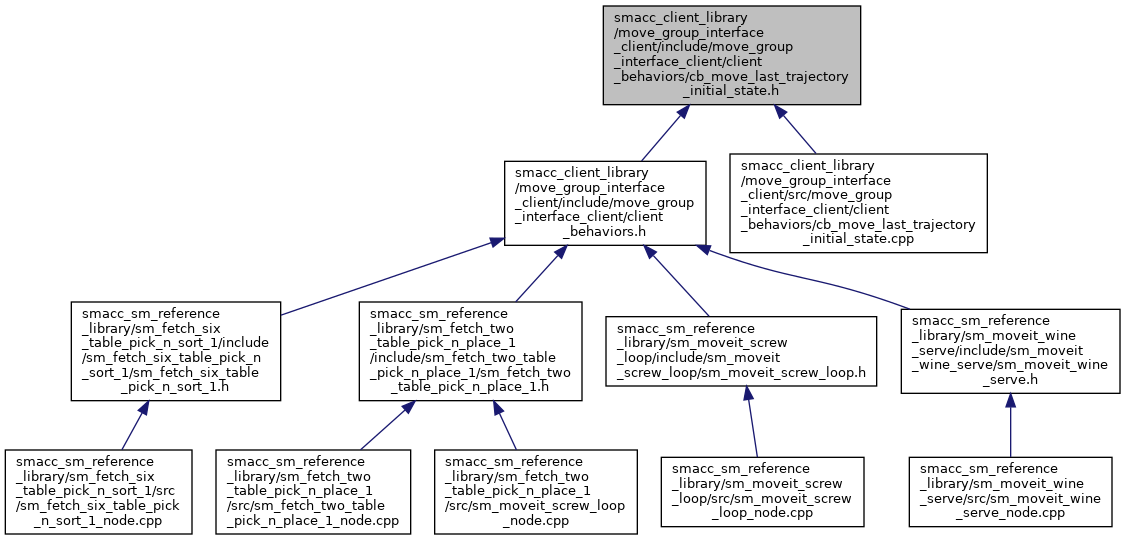 smacc_client_library
/move_group_interface
_client/include/move_group
_interface_client/client
_behaviors/cb_move_last_trajectory
_initial_state.h
smacc_client_library
/move_group_interface
_client/include/move_group
_interface_client/client
_behaviors.h
smacc_client_library
/move_group_interface
_client/src/move_group
_interface_client/client
_behaviors/cb_move_last_trajectory
_initial_state.cpp
smacc_sm_reference
_library/sm_fetch_six
_table_pick_n_sort_1/include
/sm_fetch_six_table_pick_n
_sort_1/sm_fetch_six_table
_pick_n_sort_1.h
smacc_sm_reference
_library/sm_fetch_two
_table_pick_n_place_1
/include/sm_fetch_two_table
_pick_n_place_1/sm_fetch_two
_table_pick_n_place_1.h
smacc_sm_reference
_library/sm_moveit_screw
_loop/include/sm_moveit
_screw_loop/sm_moveit_screw_loop.h
smacc_sm_reference
_library/sm_moveit_wine
_serve/include/sm_moveit
_wine_serve/sm_moveit_wine
_serve.h
smacc_sm_reference
_library/sm_fetch_six
_table_pick_n_sort_1/src
/sm_fetch_six_table_pick
_n_sort_1_node.cpp
smacc_sm_reference
_library/sm_fetch_two
_table_pick_n_place_1
/src/sm_fetch_two_table
_pick_n_place_1_node.cpp
smacc_sm_reference
_library/sm_fetch_two
_table_pick_n_place_1
/src/sm_moveit_screw_loop
_node.cpp
smacc_sm_reference
_library/sm_moveit_screw
_loop/src/sm_moveit_screw
_loop_node.cpp
smacc_sm_reference
_library/sm_moveit_wine
_serve/src/sm_moveit_wine
_serve_node.cpp